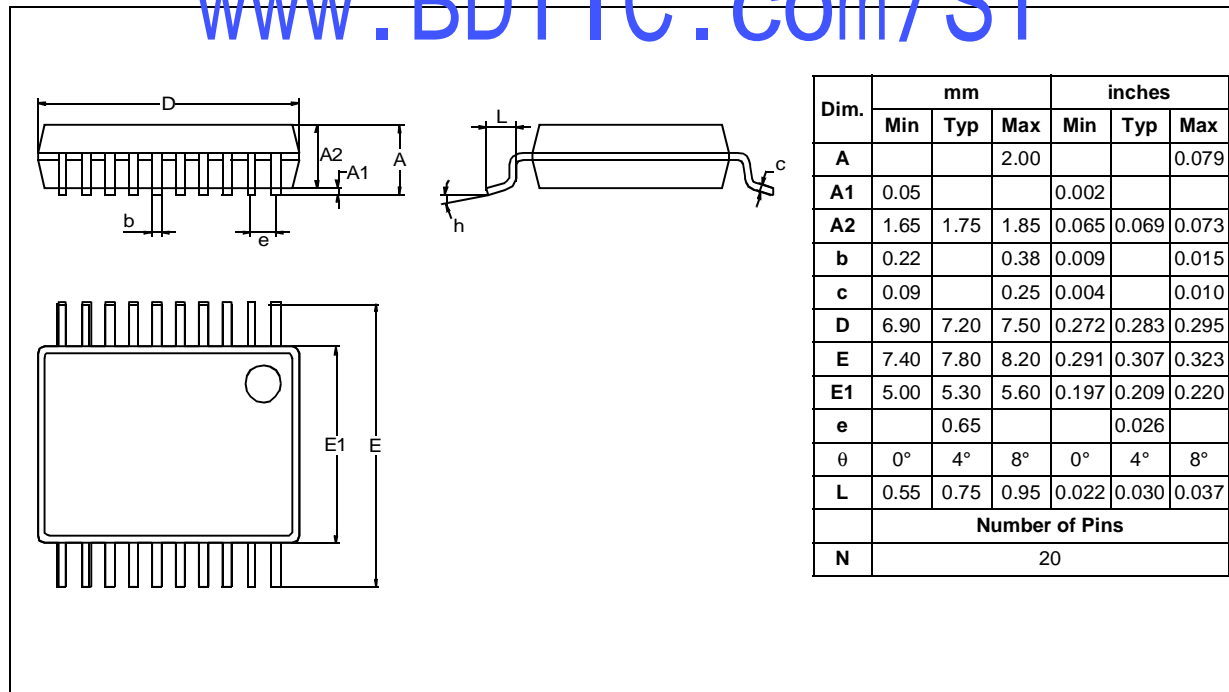 www.BDTIC.com/ST
D
A2
A1
A
b
e
L
c
h
E1
E
Dim. mm inches
Min Typ Max Min Typ Max
A 2.00 0.079
A1 0.05 0.002
A2 1.65 1.75 1.85 0.065 0.069 0.073
b 0.22 0.38 0.009 0.015
c 0.09 0.25 0.004 0.010
D 6.90 7.20 7.50 0.272 0.283 0.295
E 7.40 7.80 8.20 0.291 0.307 0.323
E1 5.00 5.30 5.60 0.197 0.209 0.220
e 0.65 0.026
θ 0° 4° 8° 0° 4° 8°
L 0.55 0.75 0.95 0.022 0.030 0.037
Number of Pins
N 20